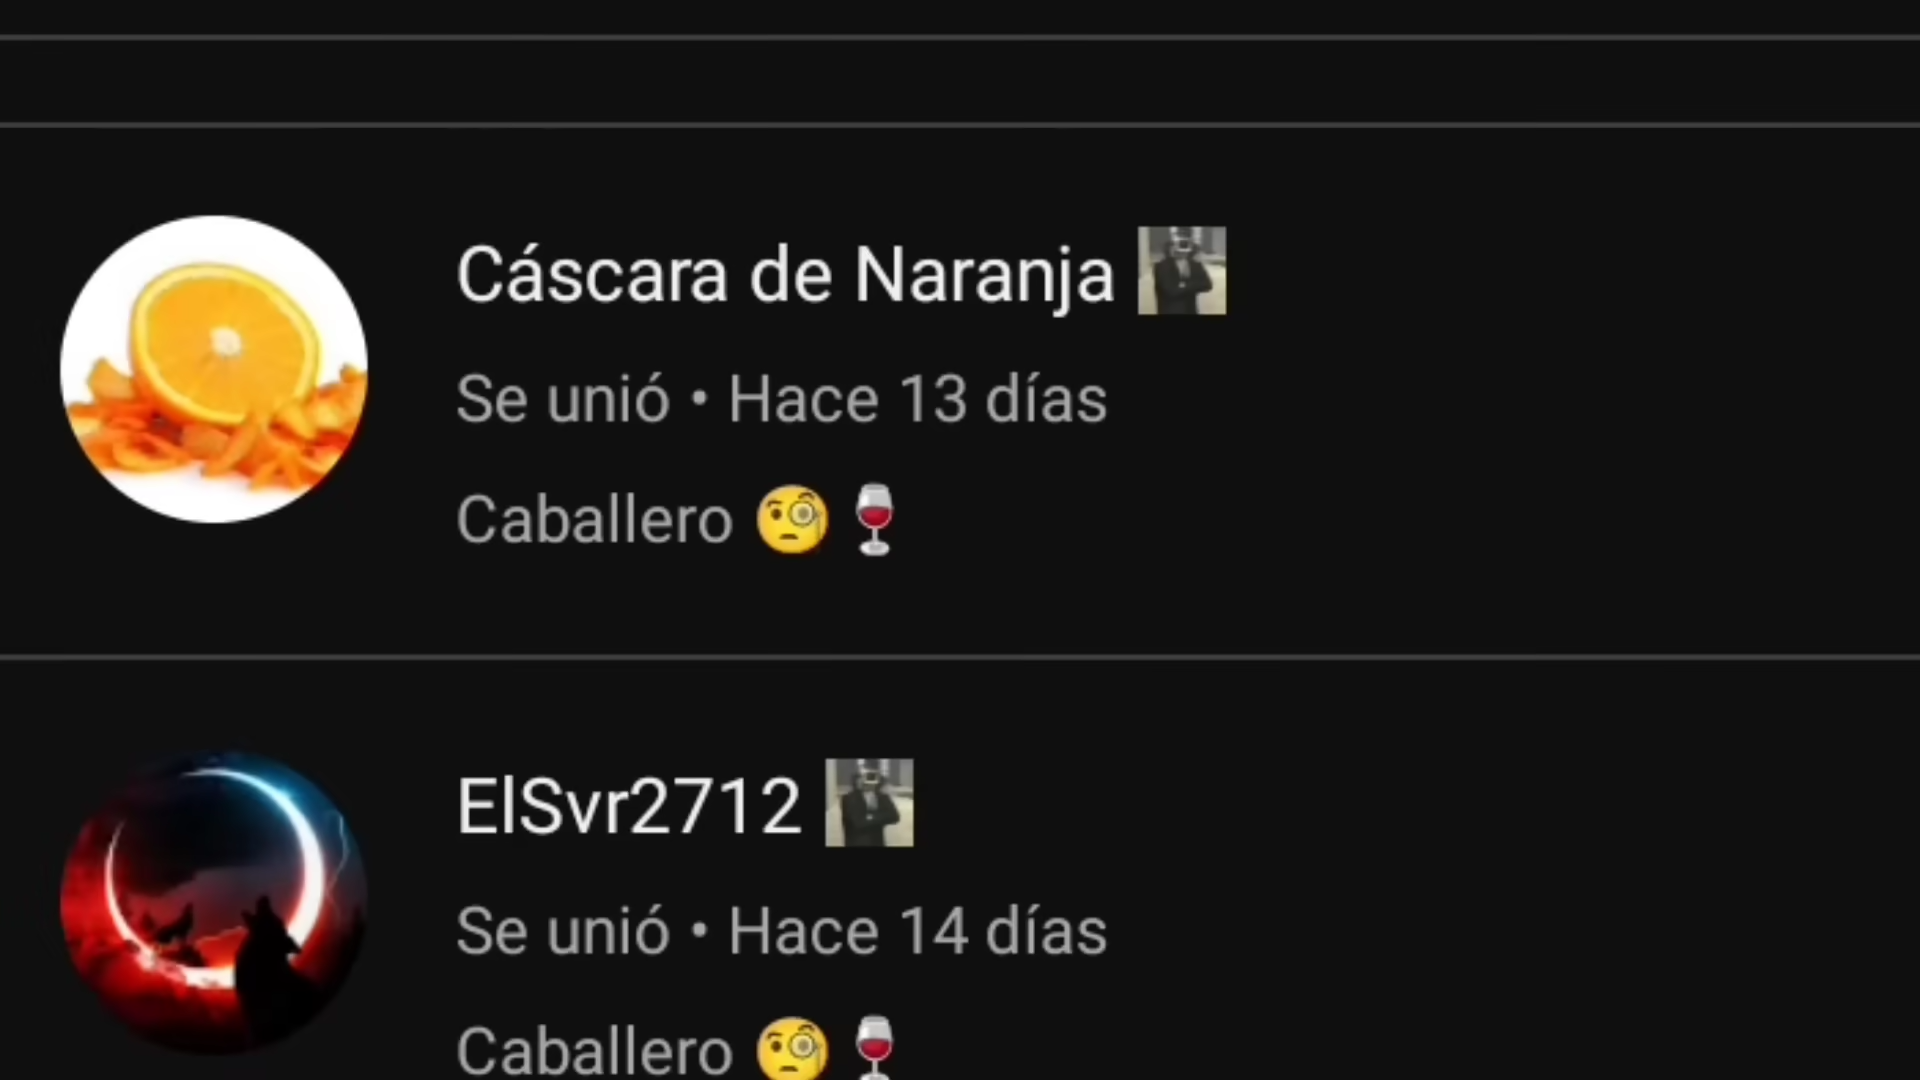 Cáscara de Naranja
Se unió • Hace 13 días
Caballero 🧐🍷
ElSvr2712
Se unió • Hace 14 días
Caballero 🧐🍷